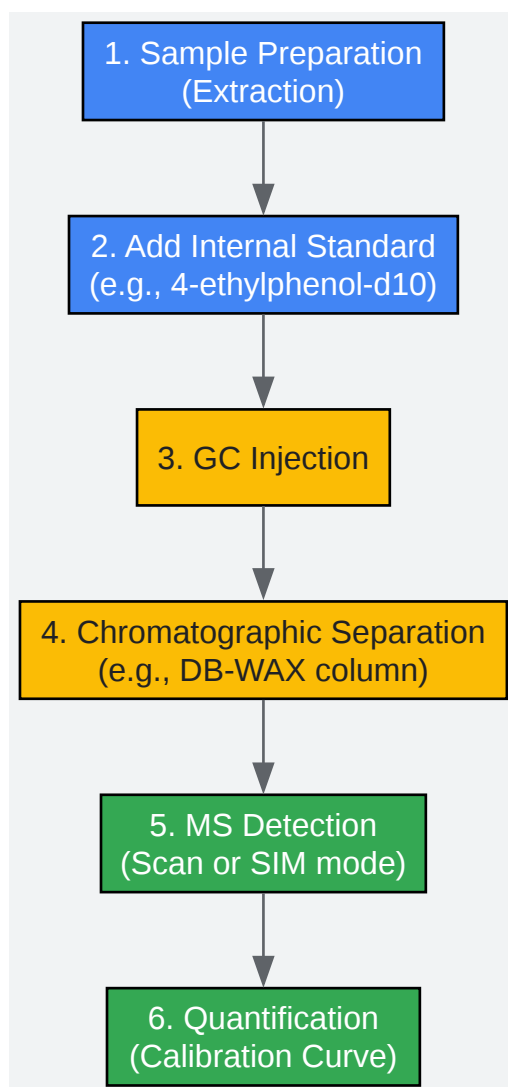 1. Sample Preparation
(Extraction)
2. Add Internal Standard
(e.g., 4-ethylphenol-d10)
3. GC Injection
4. Chromatographic Separation
(e.g., DB-WAX column)
5. MS Detection
(Scan or SIM mode)
6. Quantification
(Calibration Curve)